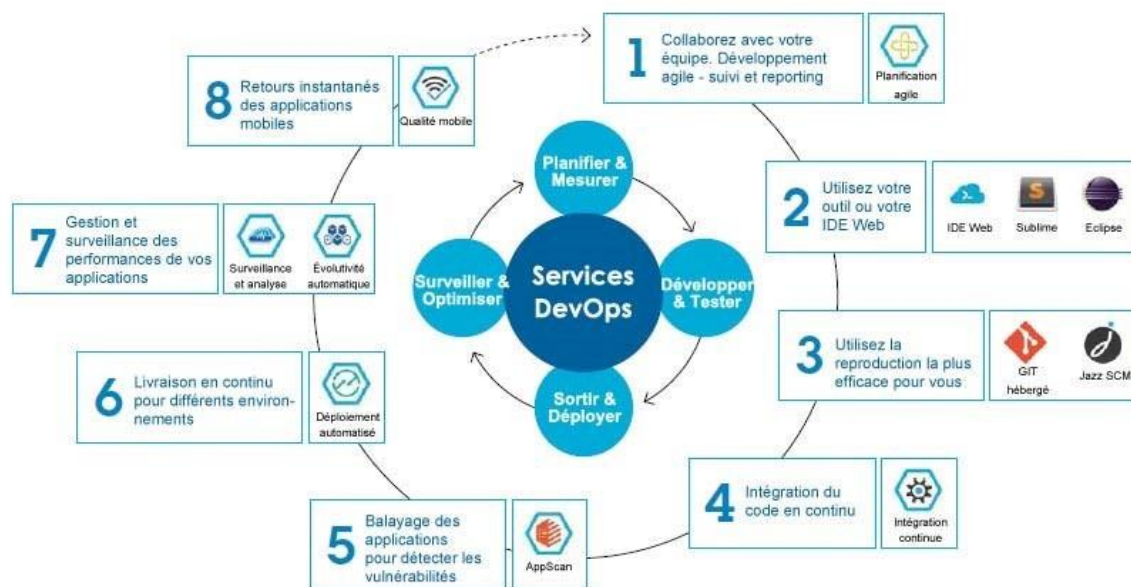 1
Collaborez avec votre
équipe. Développement
agile - suivi et reporting
Planification
agile
2
Utilisez votre
outil ou votre
IDE Web
IDE Web
Sublime
Eclipse
3
Utilisez la
reproduction la plus
efficace pour vous
GIT
hébergé
Jazz SCM
4
Intégration du
code en continu
Intégration
continue
5
Balayage des
applications
pour détecter les
vulnérabilités
AppScan
6
Livraison en continu
pour différents environ-
nements
Déploiement
automatisé
7
Gestion et
surveillance des
performances de vos
applications
Surveillance
et analyse
Évolutivité
automatique
8
Retours instantanés
des applications
mobiles
Qualité mobile
Planifier &
Mesurer
Développer
& Tester
Sortir &
Déployer
Surveiller &
Optimiser
Services
DevOps